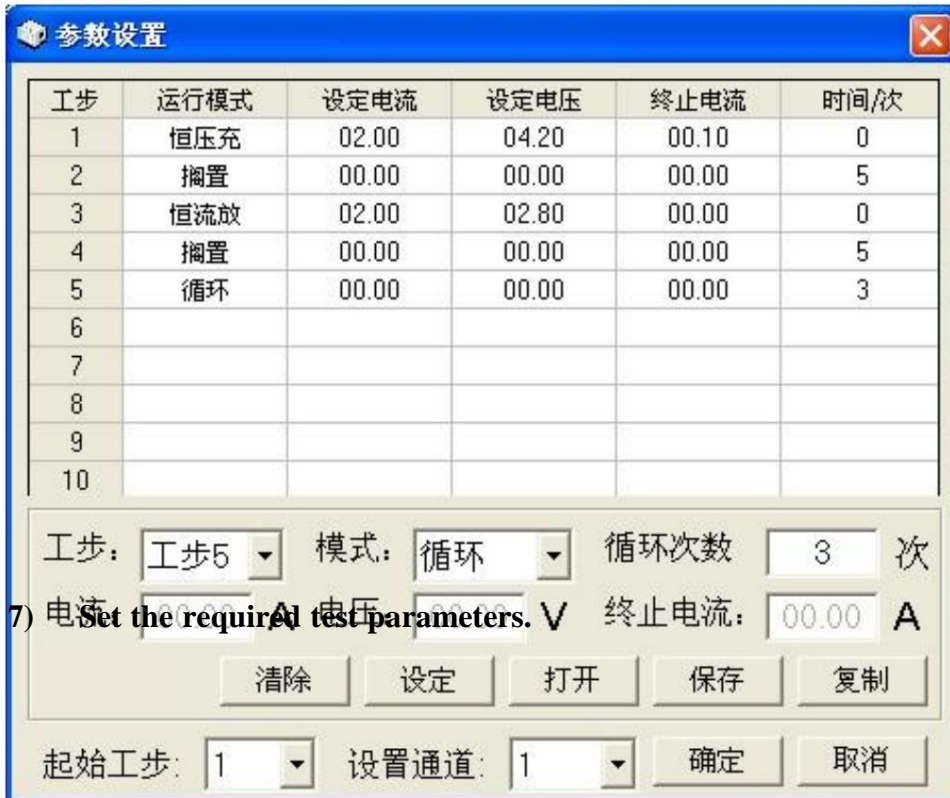 参数设置
工步 运行模式 设定电流 设定电压 终止电流 时间/次
1 恒压充 02.00 04.20 00.10 0
2 搁置 00.00 00.00 00.00 5
3 恒流放 02.00 02.80 00.00 0
4 搁置 00.00 00.00 00.00 5
5 循环 00.00 00.00 00.00 3
6
7
8
9
10
工步: 工步5 模式: 循环 循环次数 3 次
电流 00.00 A 电压: 00.00 V 终止电流: 00.00 A
7) Set the required test parameters.
清除 设定 打开 保存 复制
起始工步: 1 设置通道: 1 确定 取消